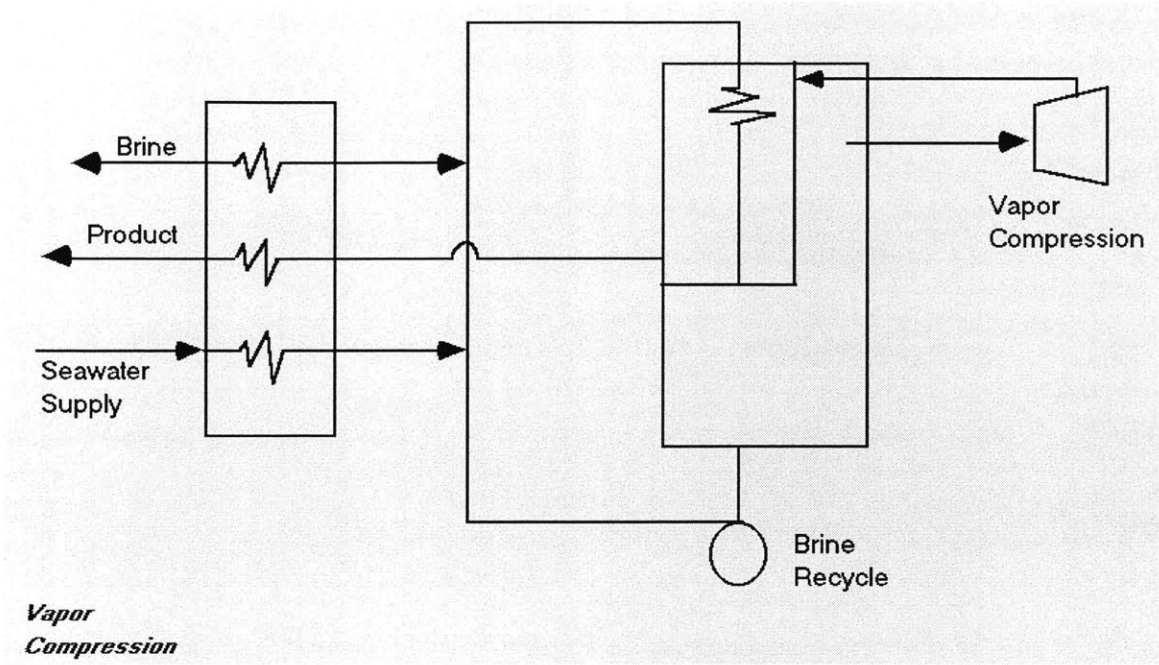 Brine
Product
Seawater
Supply
Vapor
Compression
Brine
Recycle
Vapor
Compression